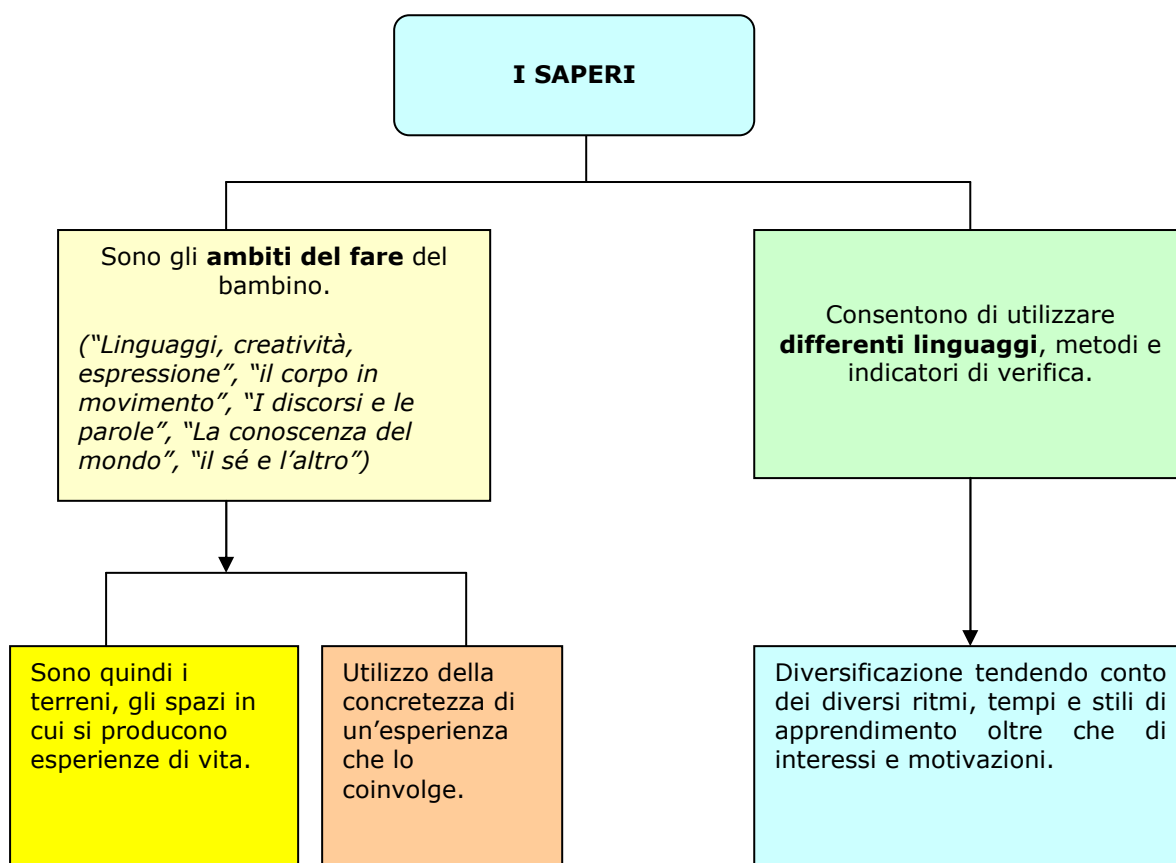 I SAPERI
Sono gli ambiti del fare del
bambino.
(“Linguaggi, creatività,
espressione”, “il corpo in
movimento”, “I discorsi e le
parole”, “La conoscenza del
mondo”, “il sé e l’altro”)
Consentono di utilizzare
differenti linguaggi, metodi e
indicatori di verifica.
Sono quindi i
terreni, gli spazi in
cui si producono
esperienze di vita.
Utilizzo della
concretezza di
un’esperienza
che lo
coinvolge.
Diversificazione tendendo conto
dei diversi ritmi, tempi e stili di
apprendimento oltre che di
interessi e motivazioni.